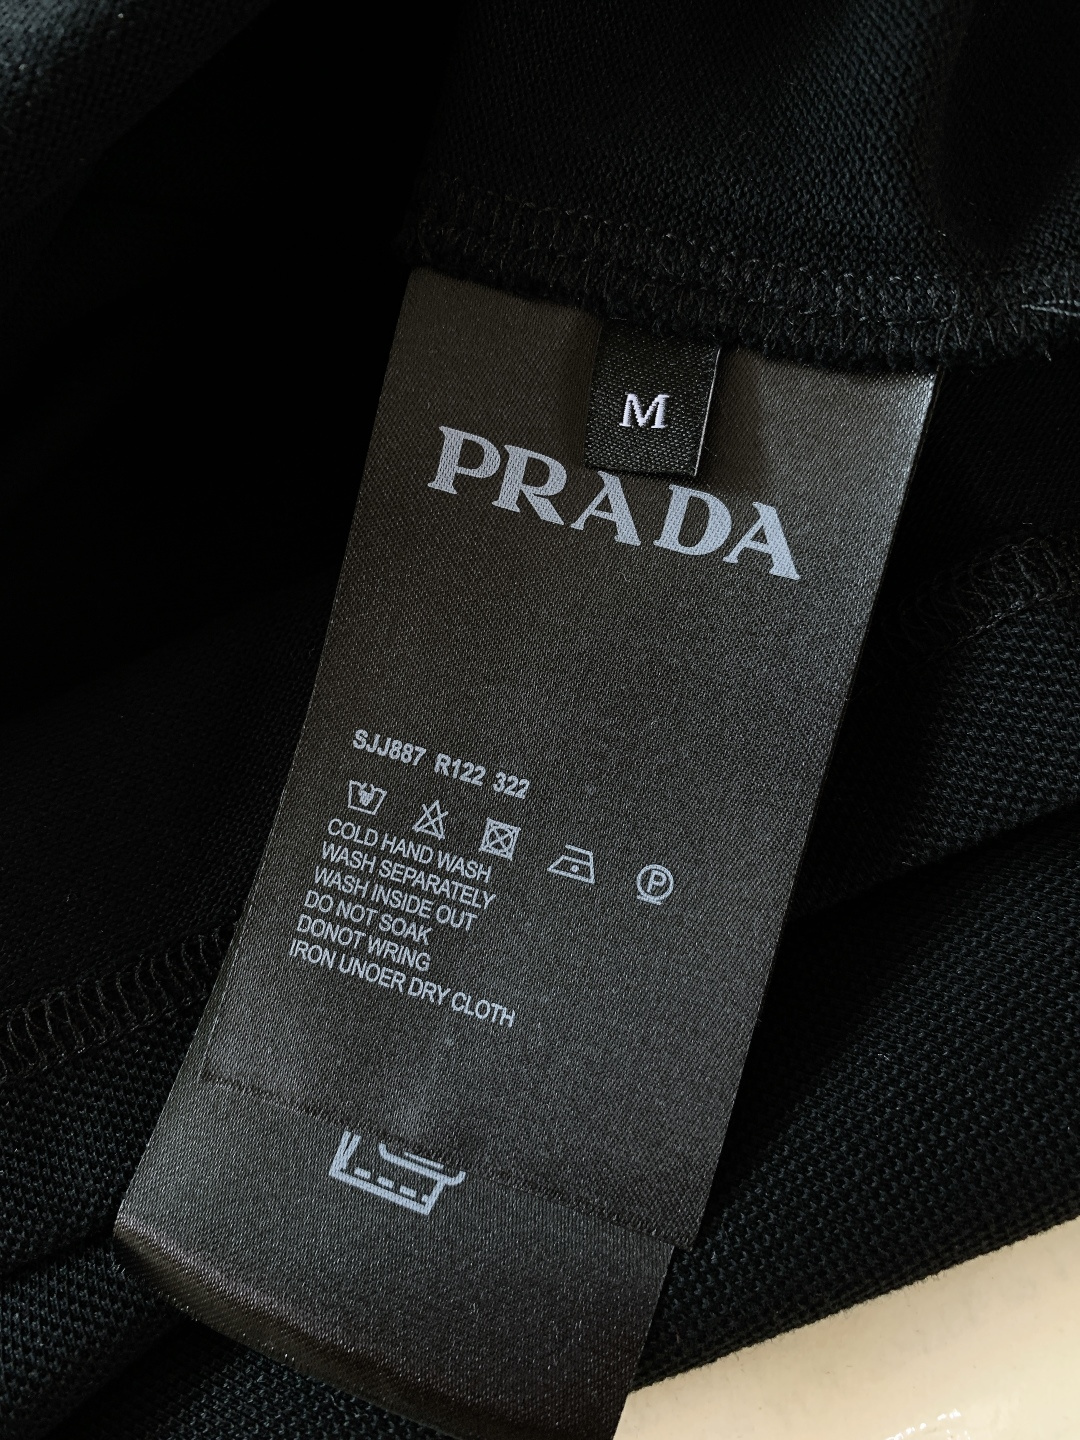 M
PRADA
SJJ887 R122 322
P
COLD HAND WASH
WASH SEPARATELY
WASH INSIDE OUT
DO NOT SOAK
DONOT WRING
IRON UNOER DRY CLOTH